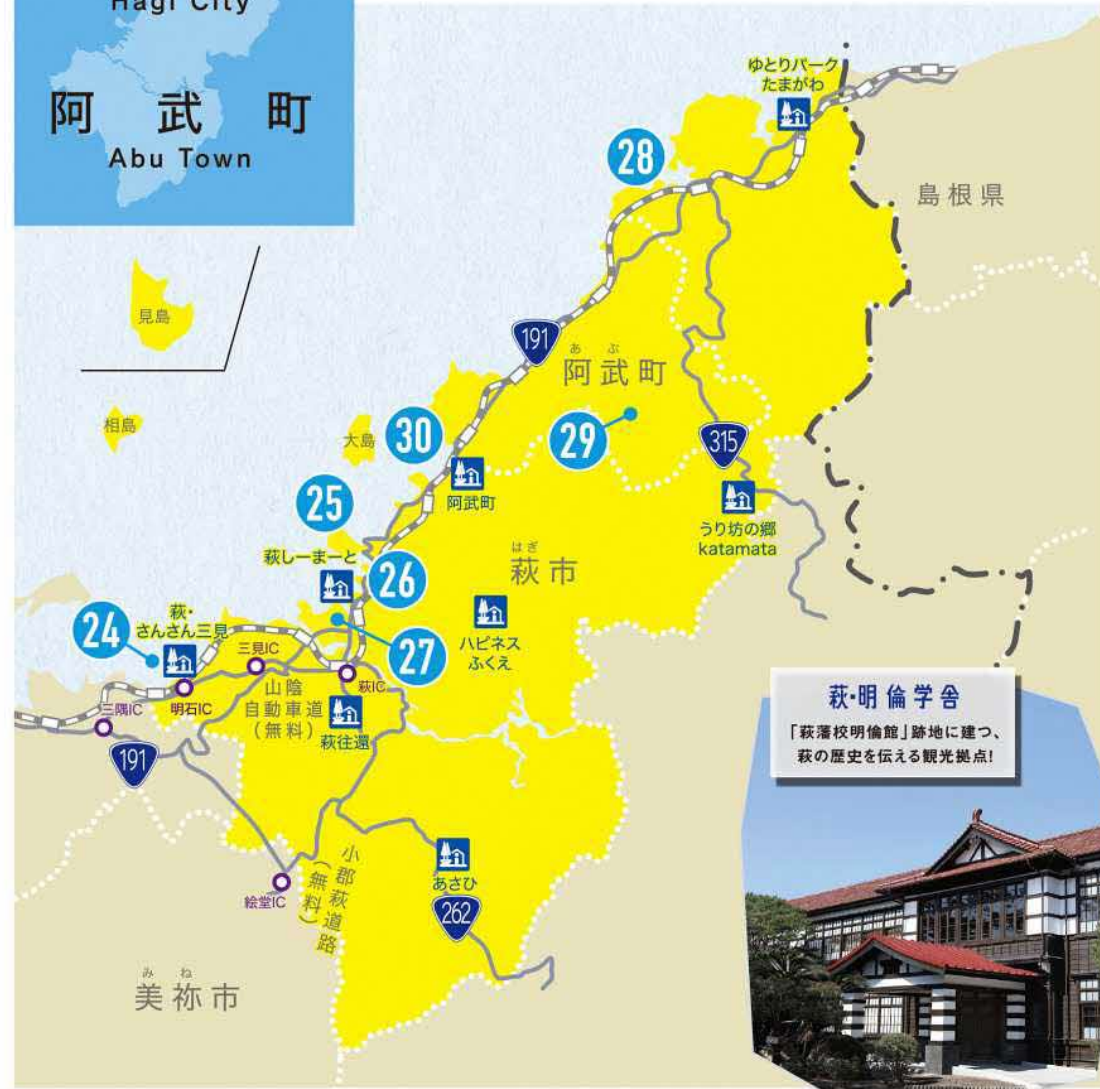 Hagi City
阿武町
Abu Town
見島
相島
大島
島根県
ゆとりパーク
たまがわ
28
191
あぶ
阿武町
29
315
30
阿武町
うり坊の郷
katamata
25
萩しーまーと
26
27
はぎ
萩市
ハピネス
ふくえ
24
萩・
さんさん三見
三見IC
萩IC
明石IC
三隅IC
山陰
自動車道
(無料)
萩往還
191
あさひ
262
小郡萩道路
(無料)
絵堂IC
みね
美祢市
萩・明倫学舎
「萩藩校明倫館」跡地に建つ、
萩の歴史を伝える観光拠点!